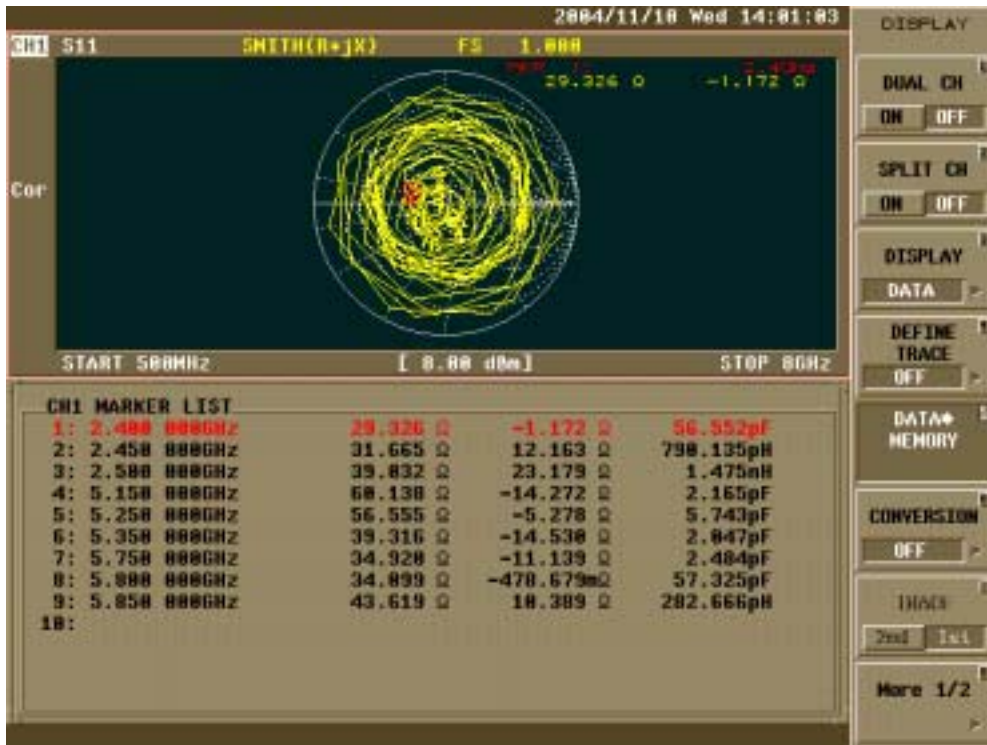 2004/11/10 Wed 14:01:03
CH1 S11 SMITH(R+jX) FS 1.000
29.326 Ω -1.172 Ω
Cor
START 500MHz [ 0.00 dBm] STOP 8GHz
CH1 MARKER LIST
1: 2.400 000GHz 29.326 Ω -1.172 Ω 56.552pF
2: 2.450 000GHz 31.665 Ω 12.163 Ω 790.135pH
3: 2.500 000GHz 39.032 Ω 23.179 Ω 1.475nH
4: 5.150 000GHz 60.138 Ω -14.272 Ω 2.165pF
5: 5.250 000GHz 56.555 Ω -5.278 Ω 5.743pF
6: 5.350 000GHz 39.316 Ω -14.530 Ω 2.047pF
7: 5.750 000GHz 34.920 Ω -11.139 Ω 2.484pF
8: 5.800 000GHz 34.099 Ω -478.679mΩ 57.325pF
9: 5.850 000GHz 43.619 Ω 10.389 Ω 282.666pH
10:
DISPLAY
DUAL CH
ON OFF
SPLIT CH
ON OFF
DISPLAY
DATA
DEFINE
TRACE
OFF
DATA
MEMORY
CONVERSION
OFF
TRACE
2nd
More 1/2